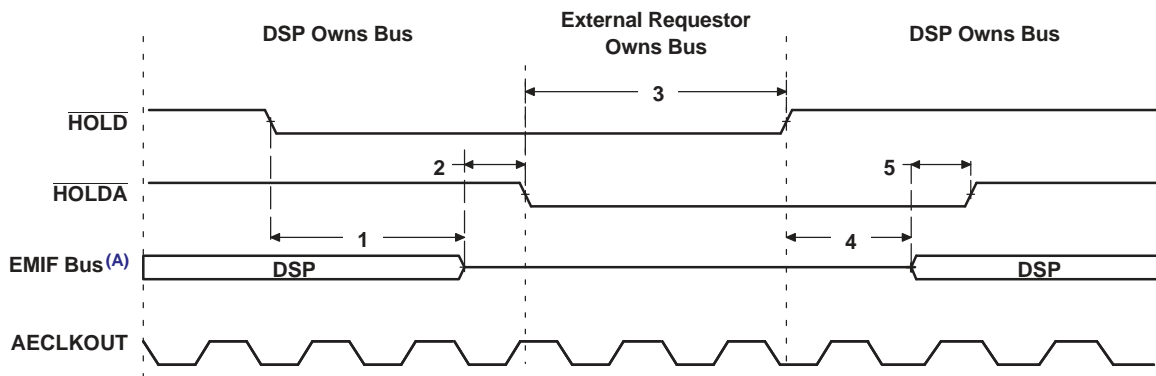 DSP Owns Bus
External Requestor
Owns Bus
DSP Owns Bus
3
HOLD
2
5
HOLDA
1
4
EMIF Bus(A)
DSP
DSP
AECLKOUT